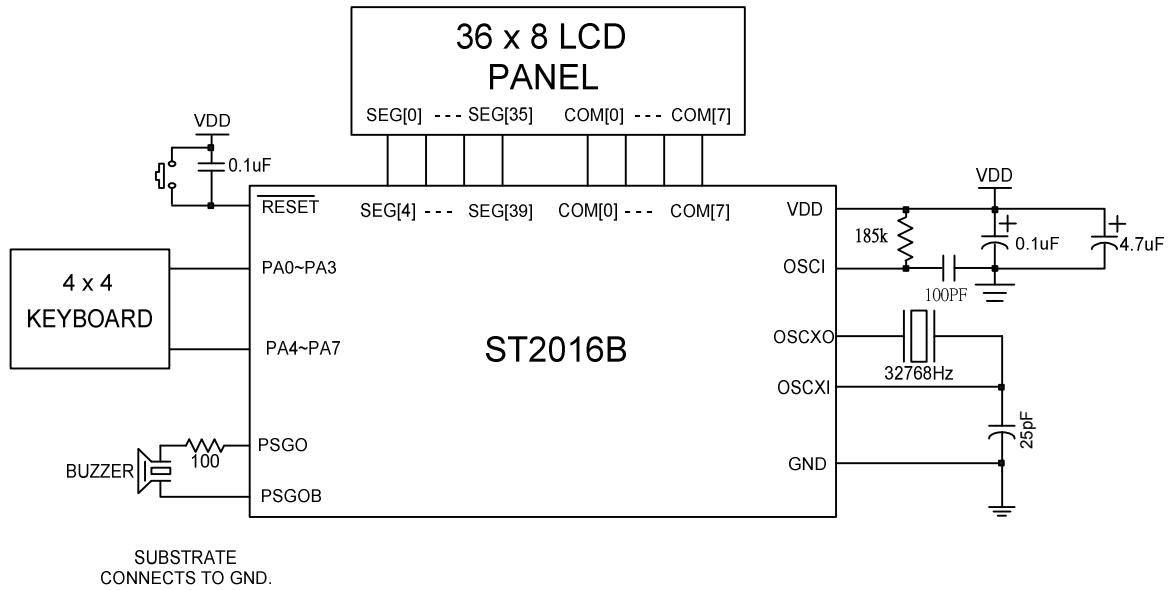 36 x 8 LCD
PANEL
SEG[0] --- SEG[35] COM[0] --- COM[7]
VDD
0.1uF
RESET
SEG[4] --- SEG[39] COM[0] --- COM[7]
VDD
VDD
185k
+
0.1uF
+
4.7uF
4 x 4
KEYBOARD
PA0~PA3
OSCI
100PF
PA4~PA7
ST2016B
OSCXO
32768Hz
OSCXI
25pF
PSGO
100
BUZZER
GND
PSGOB
SUBSTRATE
CONNECTS TO GND.